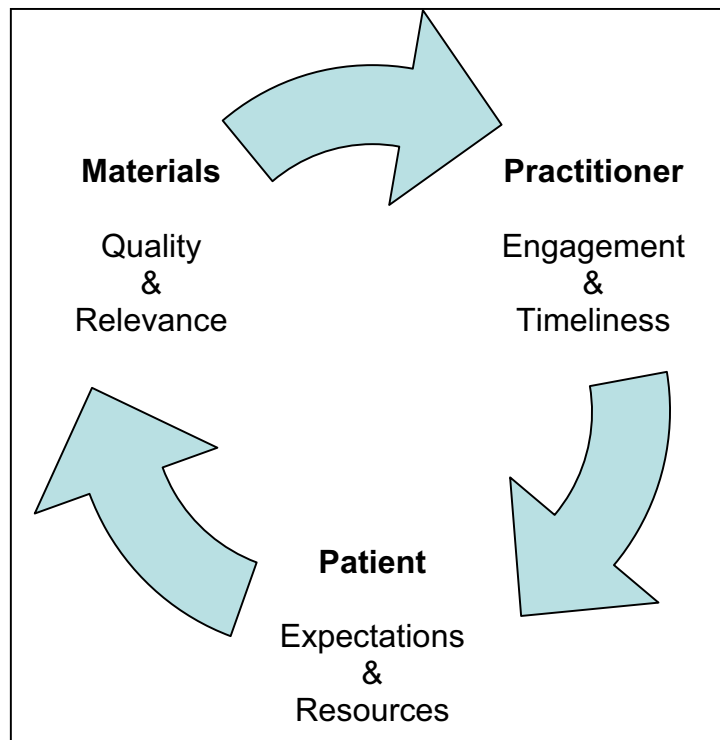 Materials
Quality
&
Relevance
Practitioner
Engagement
&
Timeliness
Patient
Expectations
&
Resources